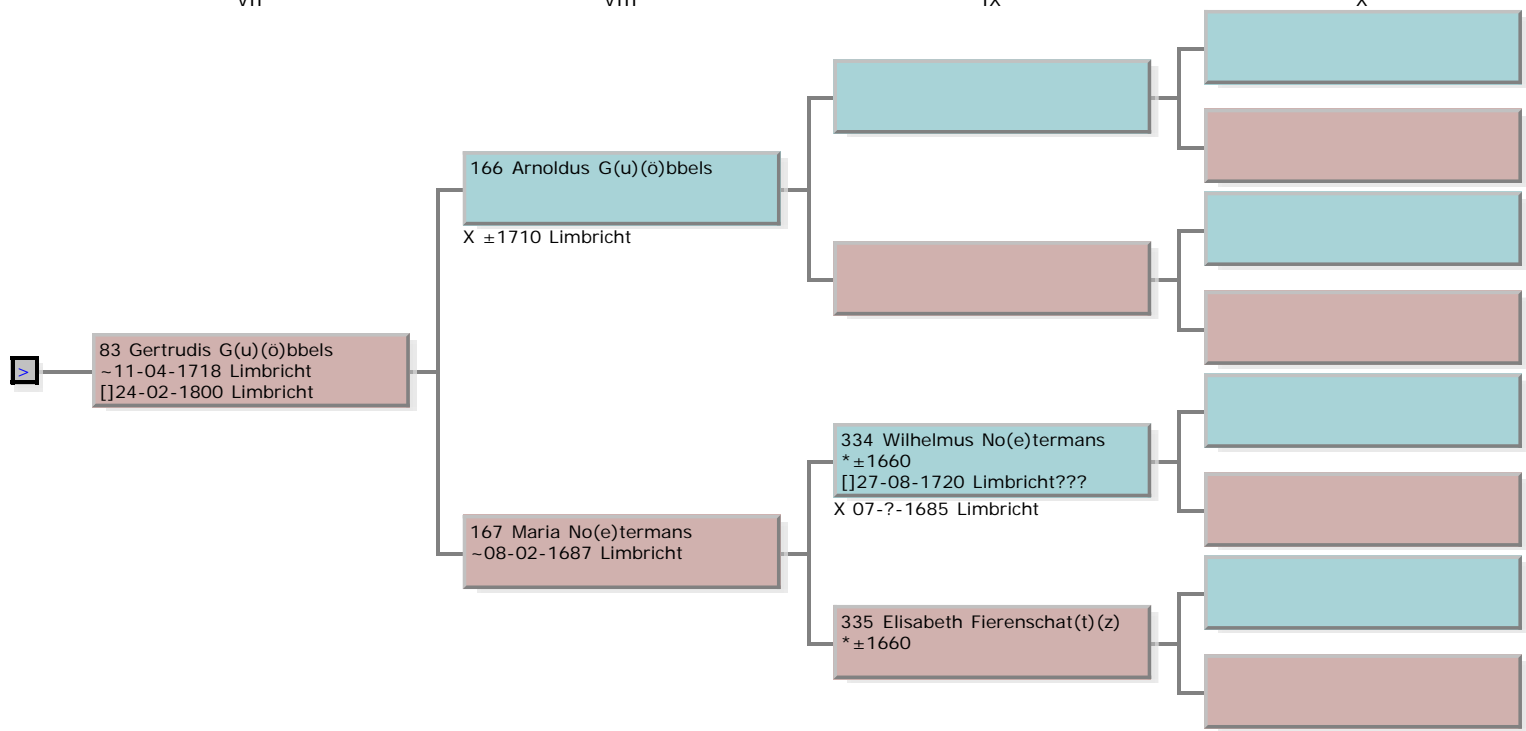 VII VIII IX X
166 Arnoldus G(u)(ö)bbels
X ±1710 Limbricht
83 Gertrudis G(u)(ö)bbels
~11-04-1718 Limbricht
[]24-02-1800 Limbricht
>
334 Wilhelmus No(e)termans
*±1660
[]27-08-1720 Limbricht???
X 07-?-1685 Limbricht
167 Maria No(e)termans
~08-02-1687 Limbricht
335 Elisabeth Fierenschat(t)(z)
*±1660